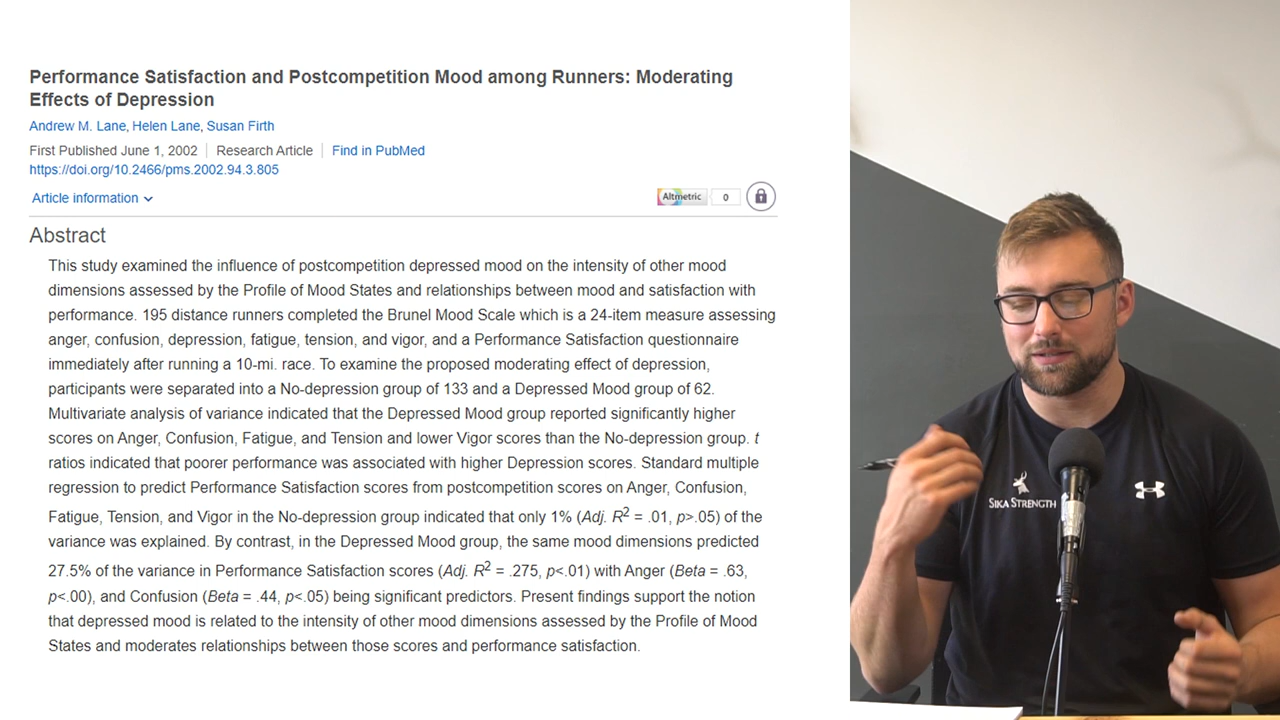 Performance Satisfaction and Postcompetition Mood among Runners: Moderating
Effects of Depression
Andrew M. Lane, Helen Lane, Susan Firth
First Published June 1, 2002 | Research Article | Find in PubMed
https://doi.org/10.2466/pms.2002.94.3.805
Article information
Altmetric 0
Abstract
This study examined the influence of postcompetition depressed mood on the intensity of other mood
dimensions assessed by the Profile of Mood States and relationships between mood and satisfaction with
performance. 195 distance runners completed the Brunel Mood Scale which is a 24-item measure assessing
anger, confusion, depression, fatigue, tension, and vigor, and a Performance Satisfaction questionnaire
immediately after running a 10-mi. race. To examine the proposed moderating effect of depression,
participants were separated into a No-depression group of 133 and a Depressed Mood group of 62.
Multivariate analysis of variance indicated that the Depressed Mood group reported significantly higher
scores on Anger, Confusion, Fatigue, and Tension and lower Vigor scores than the No-depression group. t
ratios indicated that poorer performance was associated with higher Depression scores. Standard multiple
regression to predict Performance Satisfaction scores from postcompetition scores on Anger, Confusion,
Fatigue, Tension, and Vigor in the No-depression group indicated that only 1% (Adj. R2 = .01, p>.05) of the
variance was explained. By contrast, in the Depressed Mood group, the same mood dimensions predicted
27.5% of the variance in Performance Satisfaction scores (Adj. R2 = .275, p<.01) with Anger (Beta = .63,
p<.00), and Confusion (Beta = .44, p<.05) being significant predictors. Present findings support the notion
that depressed mood is related to the intensity of other mood dimensions assessed by the Profile of Mood
States and moderates relationships between those scores and performance satisfaction.
SIKA STRENGTH